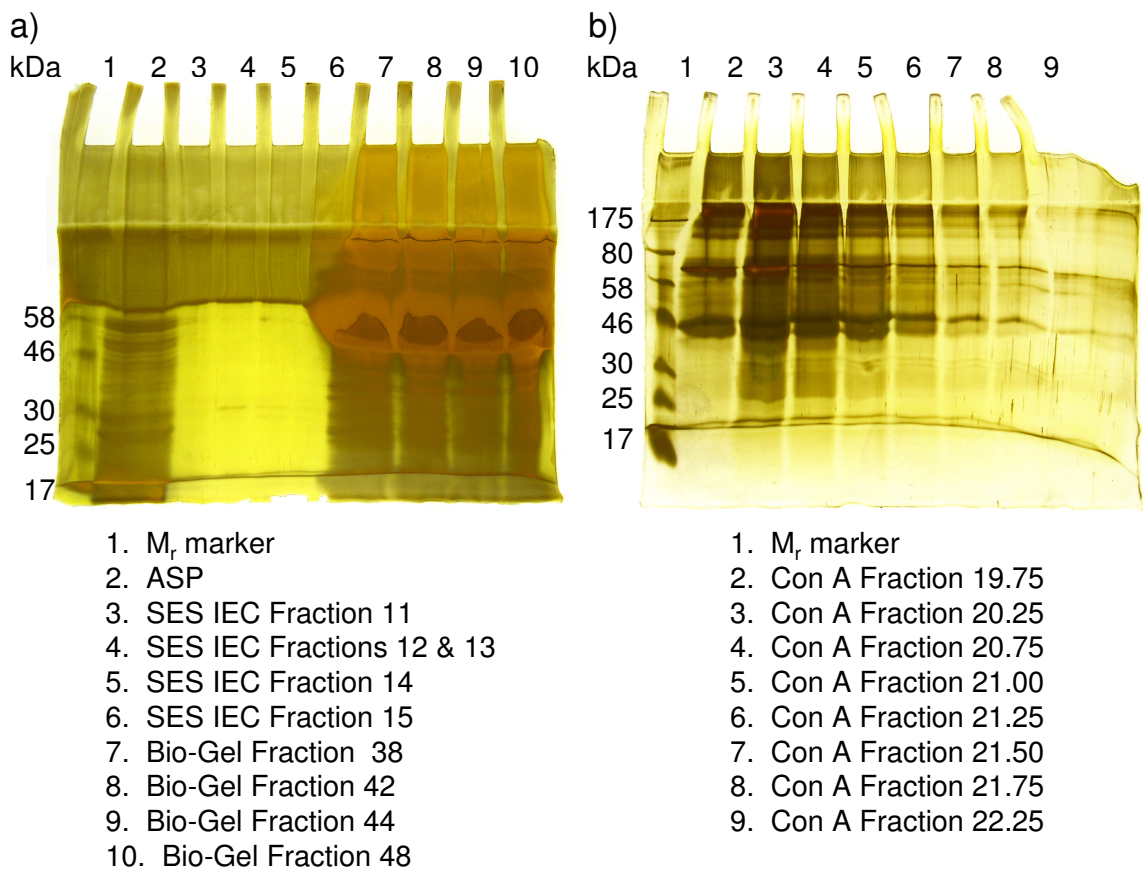 a)
kDa 1 2 3 4 5 6 7 8 9 10
58
46
30
25
17
1. Mr marker
2. ASP
3. SES IEC Fraction 11
4. SES IEC Fractions 12 & 13
5. SES IEC Fraction 14
6. SES IEC Fraction 15
7. Bio-Gel Fraction 38
8. Bio-Gel Fraction 42
9. Bio-Gel Fraction 44
10. Bio-Gel Fraction 48
b)
kDa 1 2 3 4 5 6 7 8 9
175
80
58
46
30
25
17
1. Mr marker
2. Con A Fraction 19.75
3. Con A Fraction 20.25
4. Con A Fraction 20.75
5. Con A Fraction 21.00
6. Con A Fraction 21.25
7. Con A Fraction 21.50
8. Con A Fraction 21.75
9. Con A Fraction 22.25